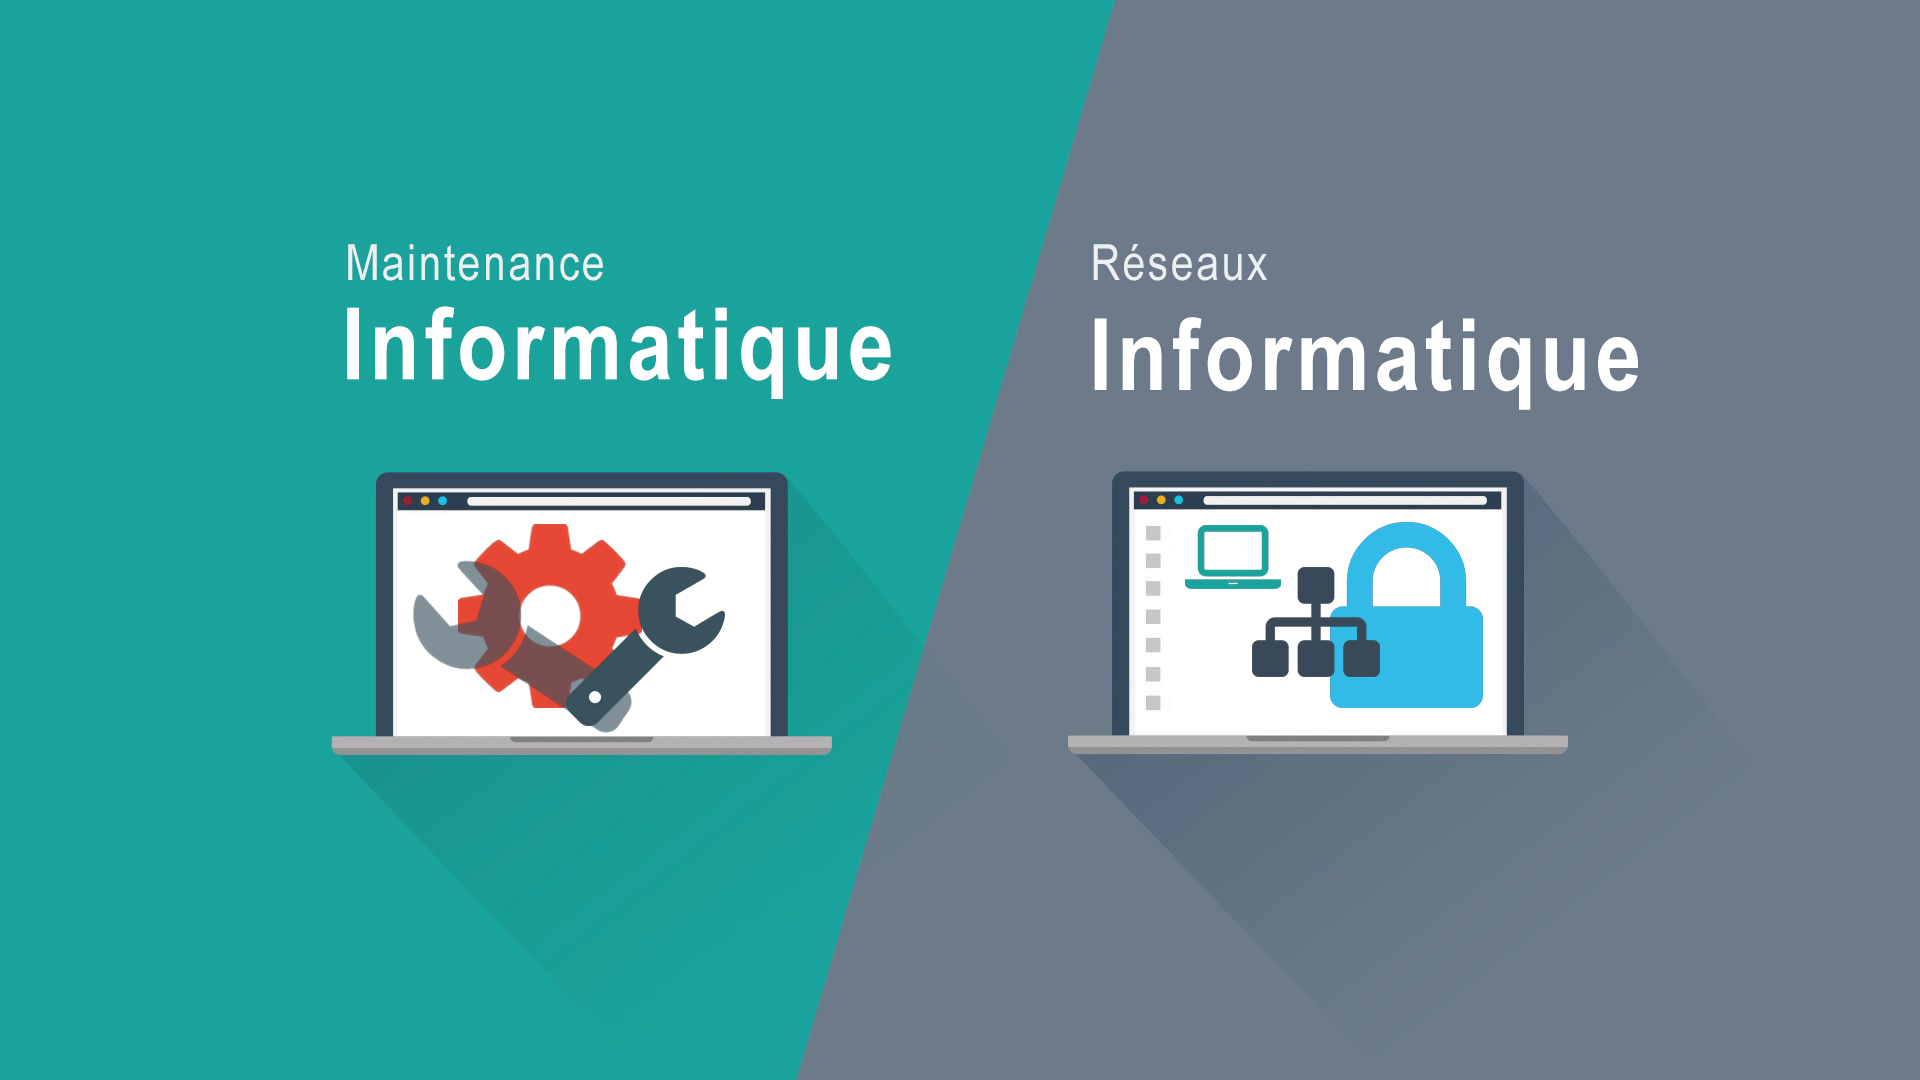 Maintenance
Informatique
Réseaux
Informatique